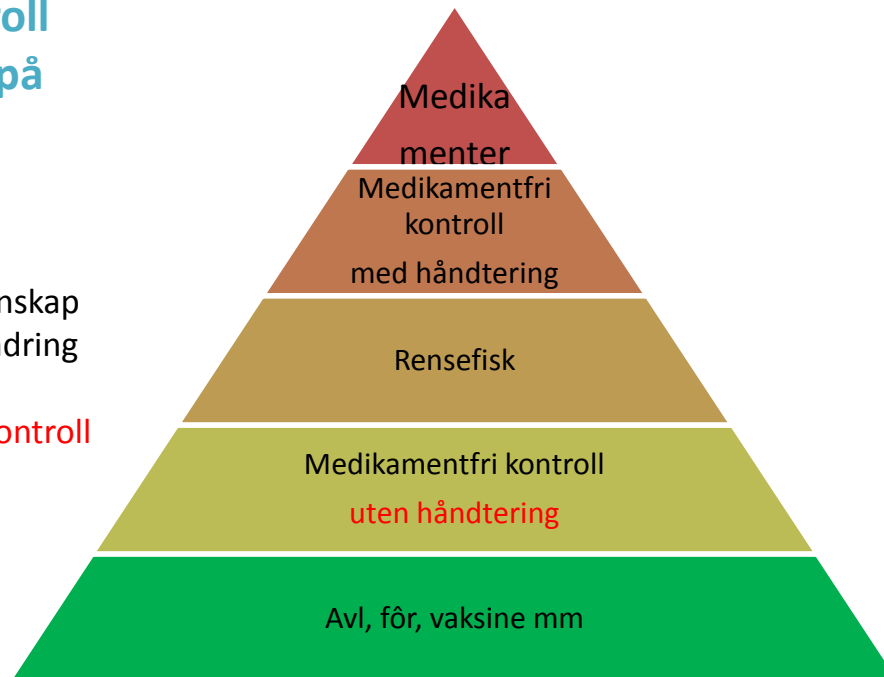 roll
på
nskap
dring
ontroll
Medika
menter
Medikamentfri
kontroll
med håndtering
Rensefisk
Medikamentfri kontroll
uten håndtering
Avl, fôr, vaksine mm